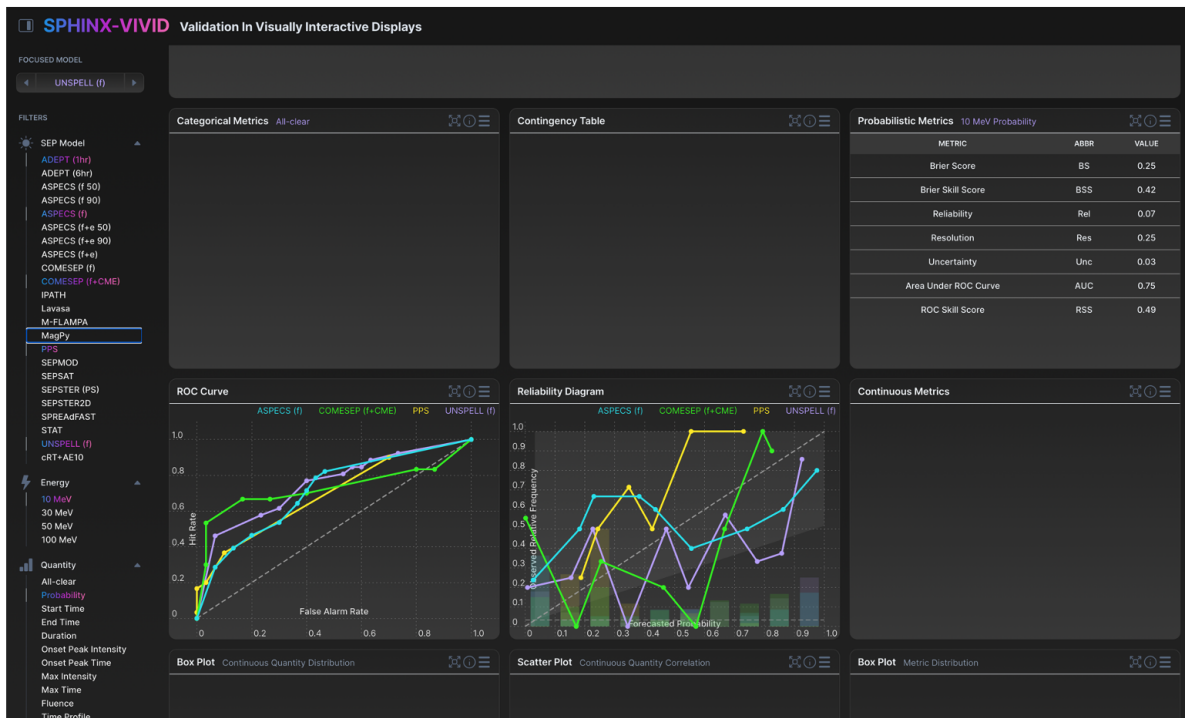 SPHINX-VIVID Validation In Visually Interactive Displays
FOCUSED MODEL
UNSPELL (f)
FILTERS
SEP Model
ADEPT (1hr)
ADEPT (6hr)
ASPECS (f 50)
ASPECS (f 90)
ASPECS (f)
ASPECS (f+e 50)
ASPECS (f+e 90)
ASPECS (f+e)
COMESEP (f)
COMESEP (f+CME)
IPATH
Lavasa
M-FLAMPA
MagPy
PPS
SEPMOD
SEPSAT
SEPSTER (PS)
SEPSTER2D
SPREAdFAST
STAT
UNSPELL (f)
cRT+AE10
Energy
10 MeV
30 MeV
50 MeV
100 MeV
Quantity
All-clear
Probability
Start Time
End Time
Duration
Onset Peak Intensity
Onset Peak Time
Max Intensity
Max Time
Fluence
Time Profile
Categorical Metrics All-clear
Contingency Table
Probabilistic Metrics 10 MeV Probability
METRIC ABBR VALUE
Brier Score BS 0.25
Brier Skill Score BSS 0.42
Reliability Rel 0.07
Resolution Res 0.25
Uncertainty Unc 0.03
Area Under ROC Curve AUC 0.75
ROC Skill Score RSS 0.49
ROC Curve
ASPECS (f) COMESEP (f+CME) PPS UNSPELL (f)
1.0
0.8
0.6
0.4
0.2
0
Hit Rate
False Alarm Rate
0 0.2 0.4 0.6 0.8 1.0
Reliability Diagram
ASPECS (f) COMESEP (f+CME) PPS UNSPELL (f)
1.0
0.9
0.8
0.7
0.6
0.5
0.4
0.3
0.2
0.1
0
Observed Relative Frequency
Forecasted Probability
0 0.1 0.2 0.3 0.4 0.5 0.6 0.7 0.8 0.9 1.0
Continuous Metrics
Box Plot Continuous Quantity Distribution
Scatter Plot Continuous Quantity Correlation
Box Plot Metric Distribution